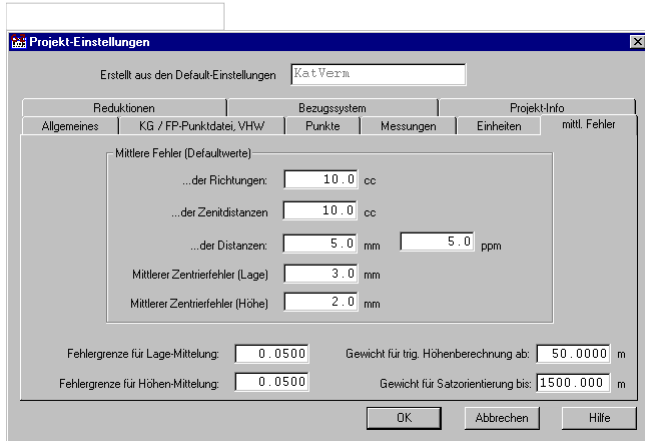 Projekt-Einstellungen
Erstellt aus den Default-Einstellungen KatVerm
Reduktionen Bezugssystem Projekt-Info
Allgemeines KG / FP-Punktdatei, VHW Punkte Messungen Einheiten mittl. Fehler
Mittlere Fehler (Defaultwerte)
...der Richtungen: 10.0 cc
...der Zenitdistanzen 10.0 cc
...der Distanzen: 5.0 mm 5.0 ppm
Mittlerer Zentrierfehler (Lage) 3.0 mm
Mittlerer Zentrierfehler (Höhe) 2.0 mm
Fehlergrenze für Lage-Mittelung: 0.0500 Gewicht für trig. Höhenberechnung ab: 50.0000 m
Fehlergrenze für Höhen-Mittelung: 0.0500 Gewicht für Satzorientierung bis: 1500.000 m
OK Abbrechen Hilfe